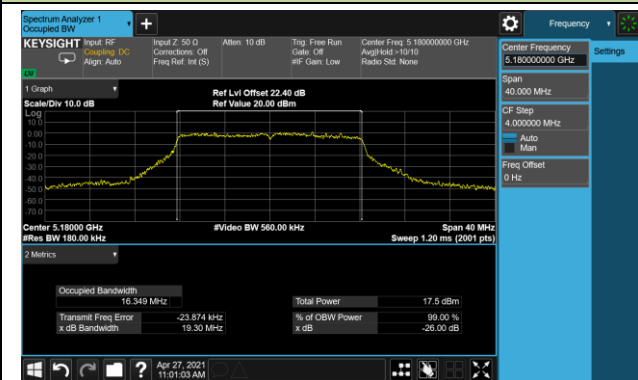 Spectrum Analyzer 1
Occupied BW
+
Frequency
KEYSIGHT
Input: RF
Coupling: DC
Align: Auto
Input Z: 50 Ω
Corrections: Off
Freq Ref: Int (S)
Atten: 10 dB
Trig: Free Run
Gate: Off
#IF Gain: Low
Center Freq: 5.180000000 GHz
Avg|Hold:>10/10
Radio Std: None
Center Frequency
5.180000000 GHz
Settings
Span
40.000 MHz
CF Step
4.000000 MHz
Auto
Man
Freq Offset
0 Hz
1 Graph
Scale/Div 10.0 dB
Ref Lvl Offset 22.40 dB
Ref Value 20.00 dBm
Log
10.0
0.00
-10.0
-20.0
-30.0
-40.0
-50.0
-60.0
-70.0
Center 5.18000 GHz
#Res BW 180.00 kHz
#Video BW 560.00 kHz
Span 40 MHz
Sweep 1.20 ms (2001 pts)
2 Metrics
Occupied Bandwidth
16.349 MHz
Transmit Freq Error -23.874 kHz
x dB Bandwidth 19.30 MHz
Total Power 17.5 dBm
% of OBW Power 99.00 %
x dB -26.00 dB
?
Apr 27, 2021
11:01:03 AM